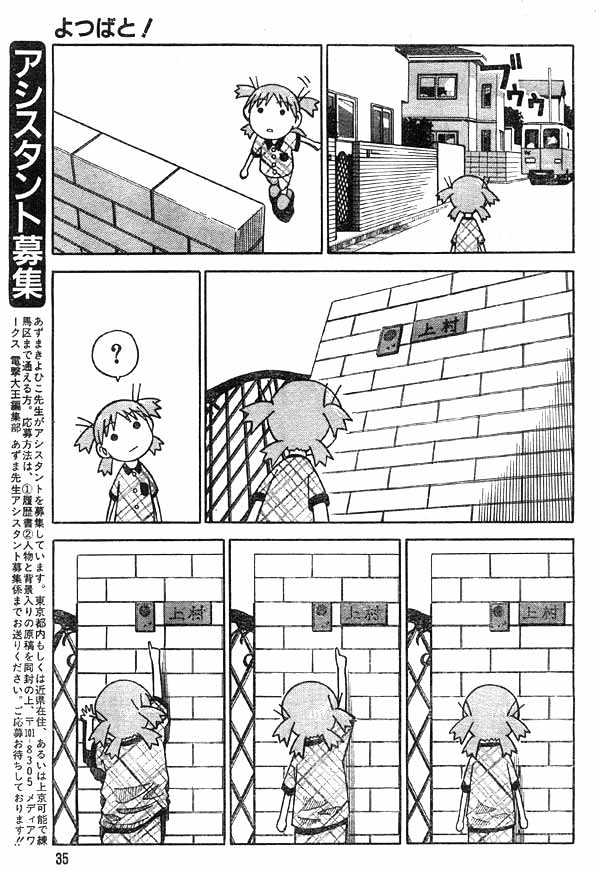 よつばと!
アシスタント募集
あずまきよひこ先生がアシスタントを募集しています。東京都内もしくは近県在住、あるいは上京可能で練
馬区まで通える方。応募方法は、①履歴書②人物と背景入りの原稿を同封の上、〒101-8305 メディアワ
ークス 電撃大王編集部 あずま先生アシスタント募集係までお送りください。ご応募お待ちしております!!
ブゥゥ
上村
?
上村
上村
上村
35